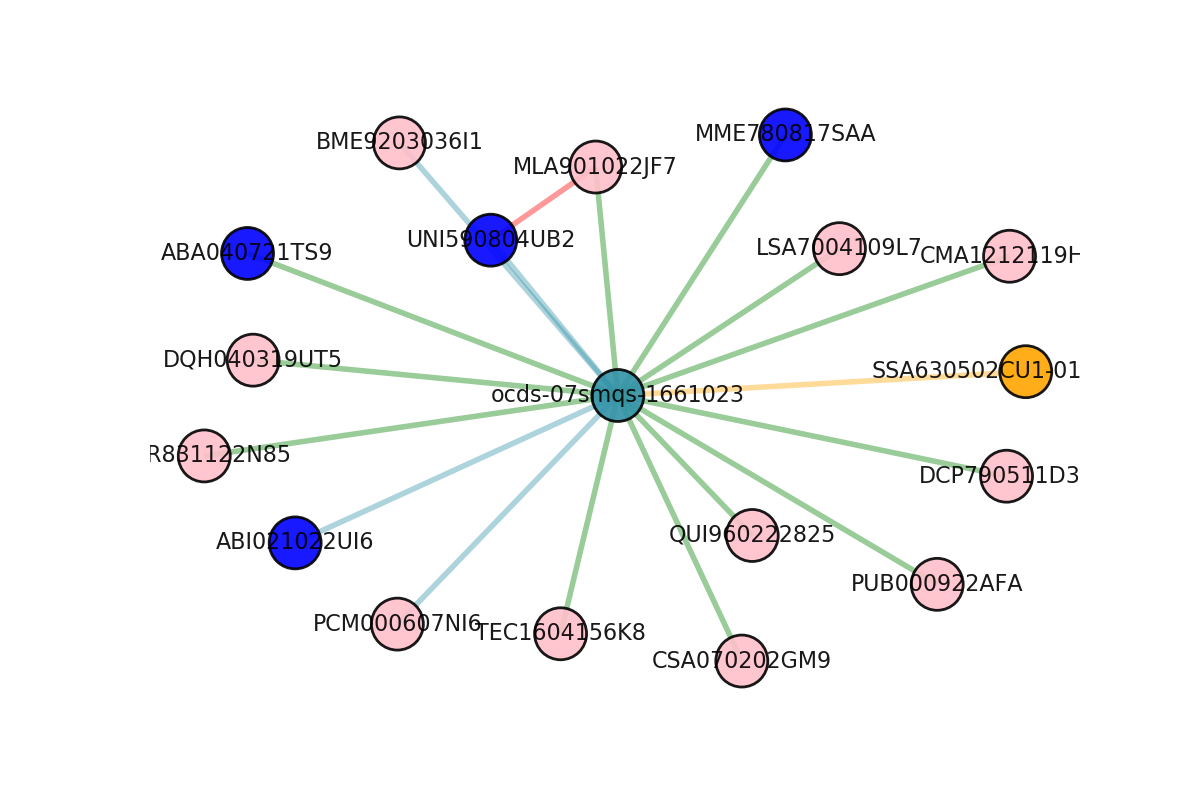 MME780817SAA
BME9203036I1
MLA901022JF7
UNI590804UB2
LSA7004109L7
ABA040721TS9
CMA1212119H
DQH040319UT5
SSA630502CU1-01
ocds-07smqs-1661023
R831122N85
DCP790511D3
QUI960222825
ABI021022UI6
PUB000922AFA
PCM000607NI6
TEC1604156K8
CSA070202GM9